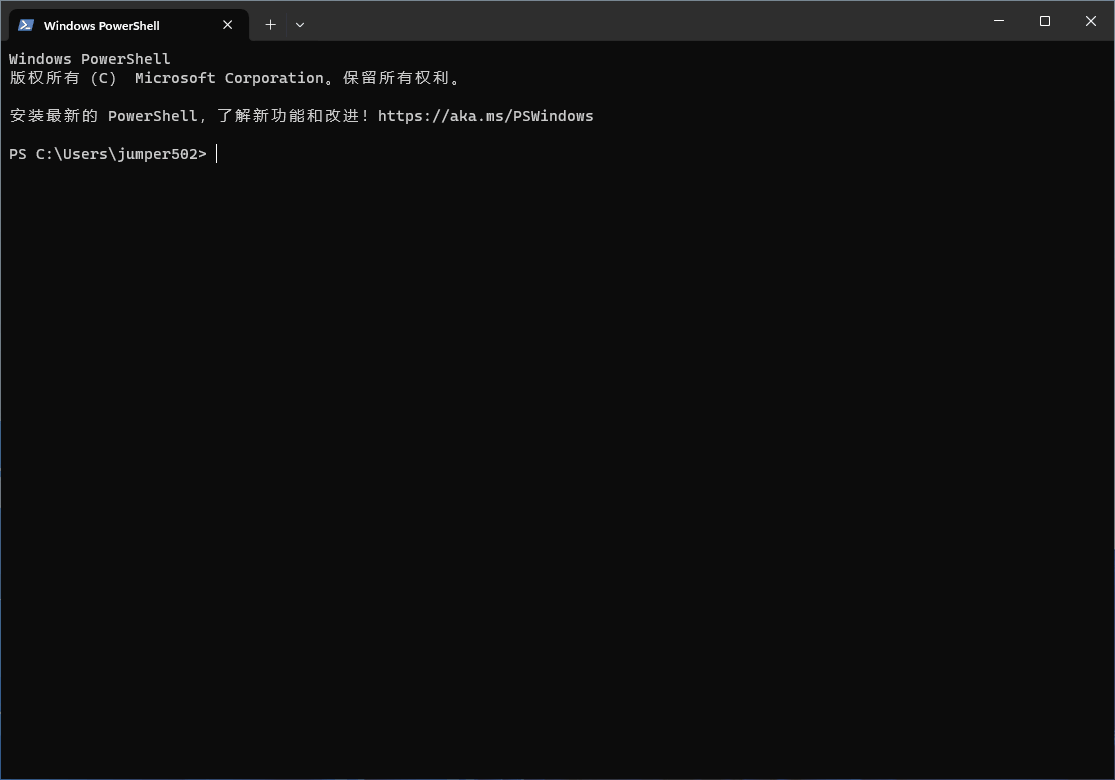 Windows PowerShell
Windows PowerShell
版权所有 (C) Microsoft Corporation。保留所有权利。
安装最新的 PowerShell,了解新功能和改进!https://aka.ms/PSWindows
PS C:\Users\jumper502>